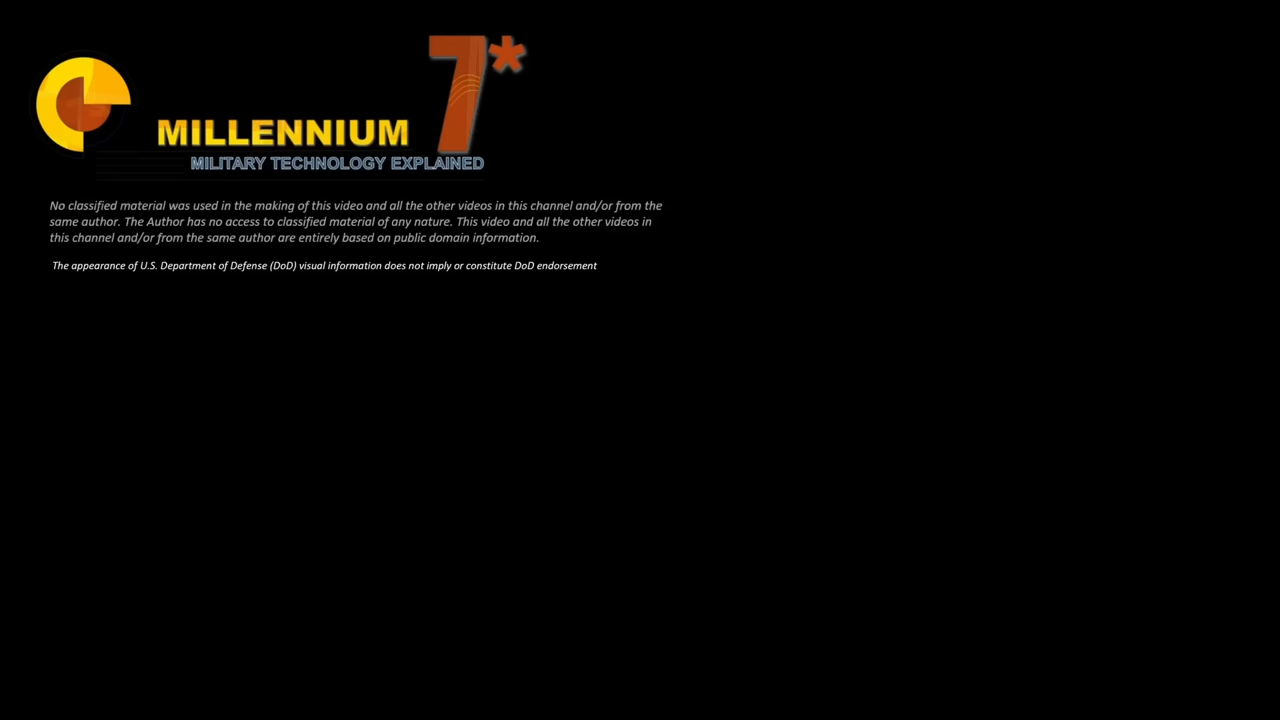 7*
MILLENNIUM
MILITARY TECHNOLOGY EXPLAINED
No classified material was used in the making of this video and all the other videos in this channel and/or from the
same author. The Author has no access to classified material of any nature. This video and all the other videos in
this channel and/or from the same author are entirely based on public domain information.
The appearance of U.S. Department of Defense (DoD) visual information does not imply or constitute DoD endorsement